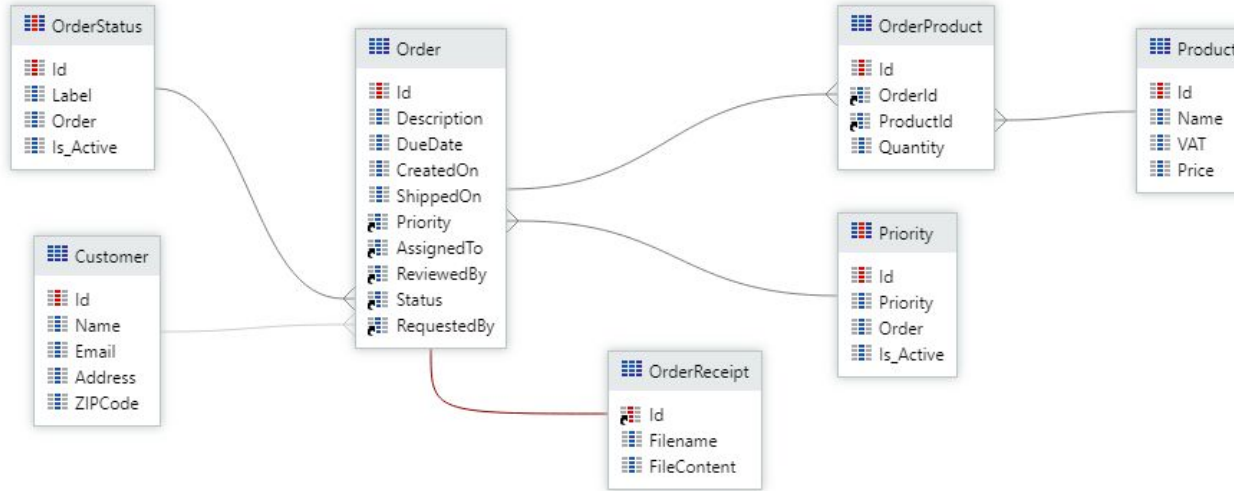 OrderStatus
Id
Label
Order
Is_Active
Order
Id
Description
DueDate
CreatedOn
ShippedOn
Priority
AssignedTo
ReviewedBy
Status
RequestedBy
OrderProduct
Id
OrderId
ProductId
Quantity
Product
Id
Name
VAT
Price
Customer
Id
Name
Email
Address
ZIPCode
Priority
Id
Priority
Order
Is_Active
OrderReceipt
Id
Filename
FileContent